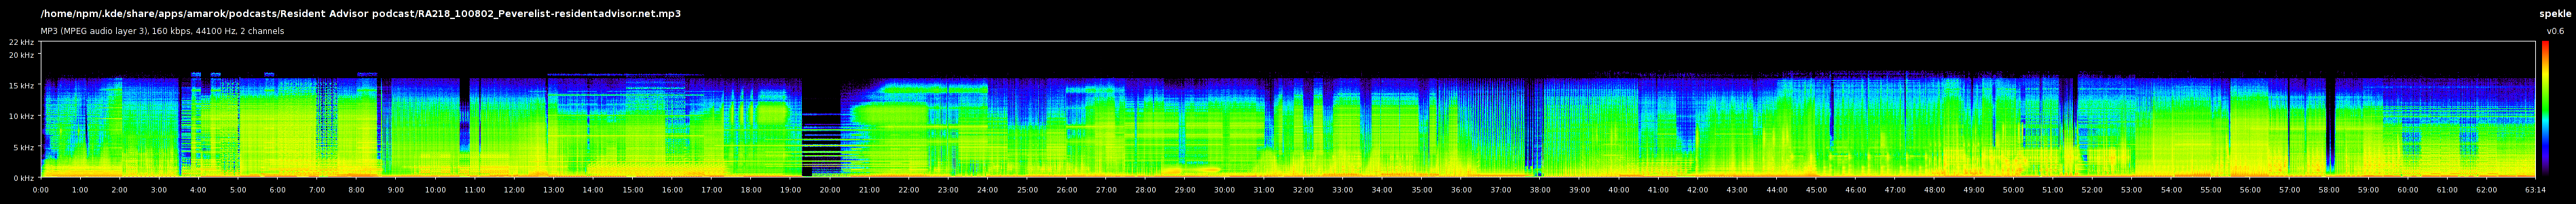 /home/npm/.kde/share/apps/amarok/podcasts/Resident Advisor podcast/RA218_100802_Peverelist-residentadvisor.net.mp3 spekle
MP3 (MPEG audio layer 3), 160 kbps, 44100 Hz, 2 channels v0.6
22 kHz
20 kHz
15 kHz
10 kHz
5 kHz
0 kHz
0:00 1:00 2:00 3:00 4:00 5:00 6:00 7:00 8:00 9:00 10:00 11:00 12:00 13:00 14:00 15:00 16:00 17:00 18:00 19:00 20:00 21:00 22:00 23:00 24:00 25:00 26:00 27:00 28:00 29:00 30:00 31:00 32:00 33:00 34:00 35:00 36:00 37:00 38:00 39:00 40:00 41:00 42:00 43:00 44:00 45:00 46:00 47:00 48:00 49:00 50:00 51:00 52:00 53:00 54:00 55:00 56:00 57:00 58:00 59:00 60:00 61:00 62:00 63:14